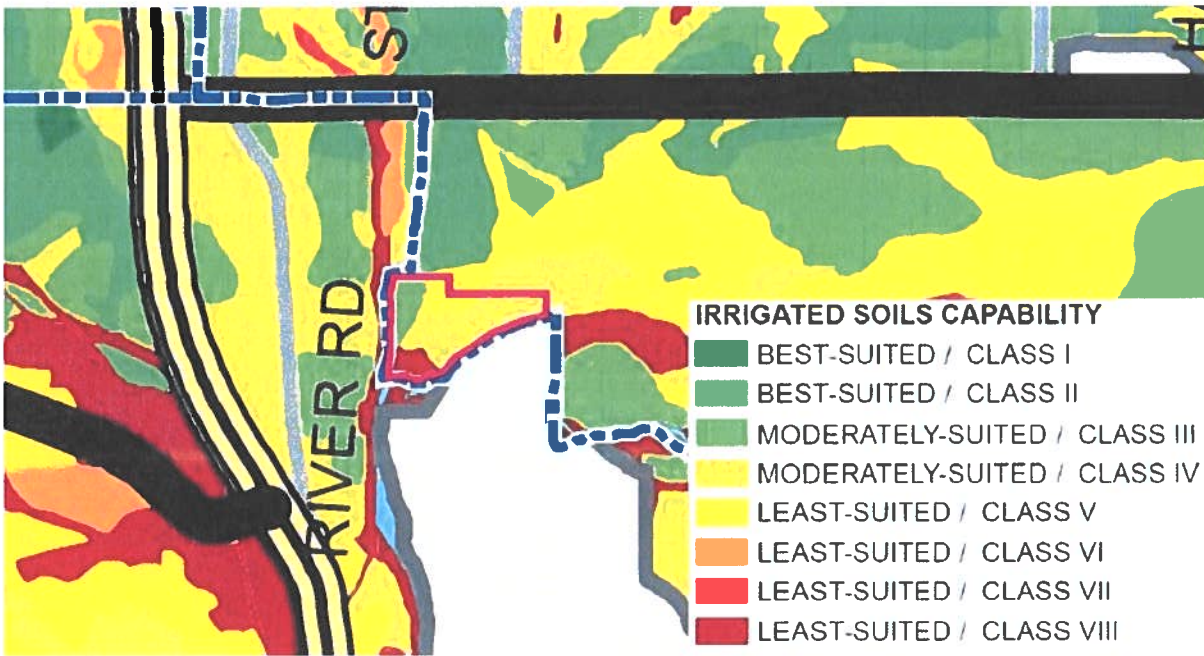 RIVER RD
IRRIGATED SOILS CAPABILITY
BEST-SUITED / CLASS I
BEST-SUITED / CLASS II
MODERATELY-SUITED / CLASS III
MODERATELY-SUITED / CLASS IV
LEAST-SUITED / CLASS V
LEAST-SUITED / CLASS VI
LEAST-SUITED / CLASS VII
LEAST-SUITED / CLASS VIII